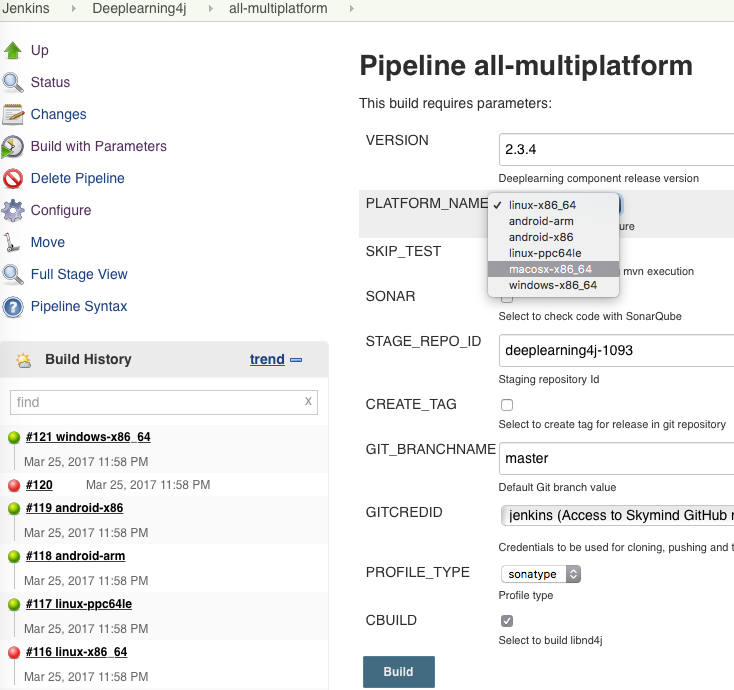 Jenkins Deeplearning4j all-multiplatform
Up
Status
Changes
Build with Parameters
Delete Pipeline
Configure
Move
Full Stage View
Pipeline Syntax
Build History trend
find x
#121 windows-x86_64
Mar 25, 2017 11:58 PM
#120 Mar 25, 2017 11:58 PM
#119 android-x86
Mar 25, 2017 11:58 PM
#118 android-arm
Mar 25, 2017 11:58 PM
#117 linux-ppc64le
Mar 25, 2017 11:58 PM
#116 linux-x86_64
Mar 25, 2017 11:58 PM
Pipeline all-multiplatform
This build requires parameters:
VERSION 2.3.4
Deeplearning component release version
PLATFORM_NAME
linux-x86_64
android-arm
android-x86
linux-ppc64le
macosx-x86_64
windows-x86_64
SKIP_TEST
mvn execution
SONAR
Select to check code with SonarQube
STAGE_REPO_ID deeplearning4j-1093
Staging repository Id
CREATE_TAG
Select to create tag for release in git repository
GIT_BRANCHNAME master
Default Git branch value
GITCREDID jenkins (Access to Skymind GitHub
Credentials to be used for cloning, pushing and
PROFILE_TYPE sonatype
Profile type
CBUILD
Select to build libnd4j
Build